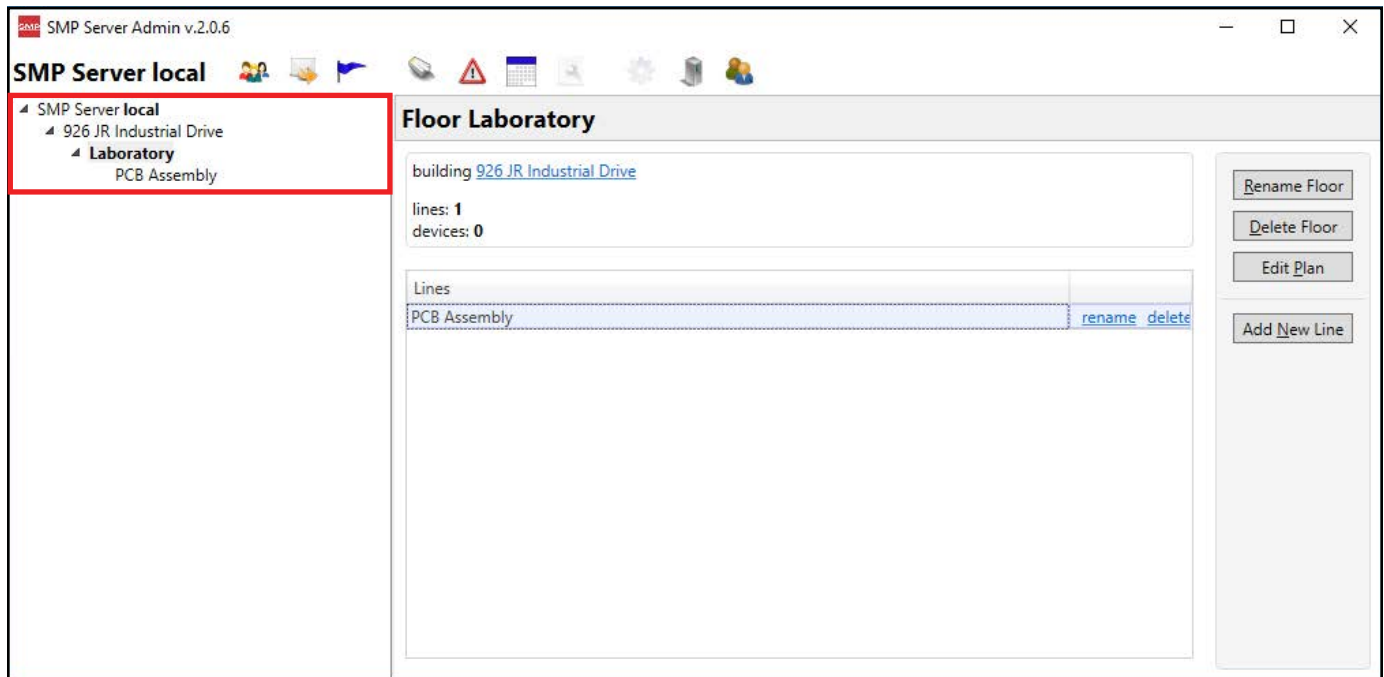 SMP SMP Server Admin v.2.0.6
SMP Server local
SMP Server local
926 JR Industrial Drive
Laboratory
PCB Assembly
Floor Laboratory
building 926 JR Industrial Drive
lines: 1
devices: 0
Rename Floor
Delete Floor
Edit Plan
Add New Line
Lines
PCB Assembly rename delete